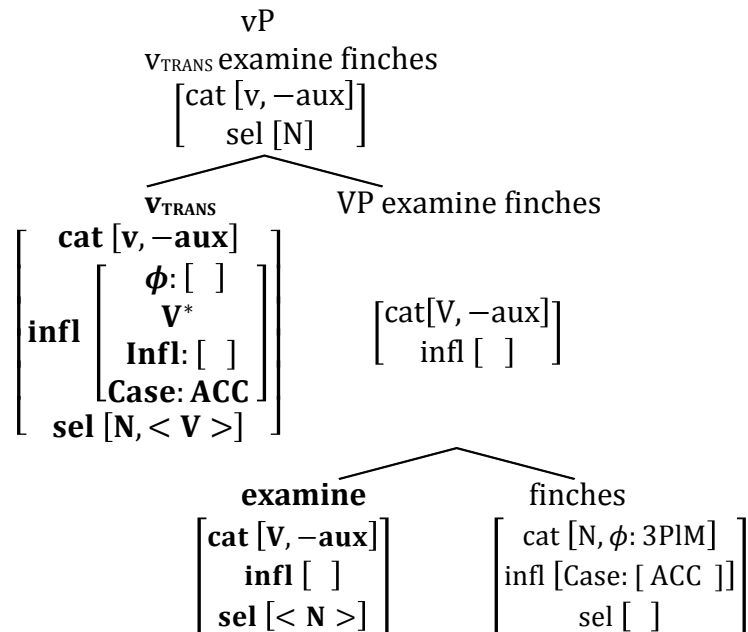 vP
vTRANS examine finches
[cat [v, −aux]
sel [N]]
vTRANS
[cat [v, −aux]
infl [ϕ: [ ]
V*
Infl: [ ]
Case: ACC]
sel [N, < V >]]
VP examine finches
[cat[V, −aux]
infl [ ]]
examine
[cat [V, −aux]
infl [ ]
sel [< N >]]
finches
[cat [N, ϕ: 3PlM]
infl [Case: [ ACC ]]
sel [ ]]